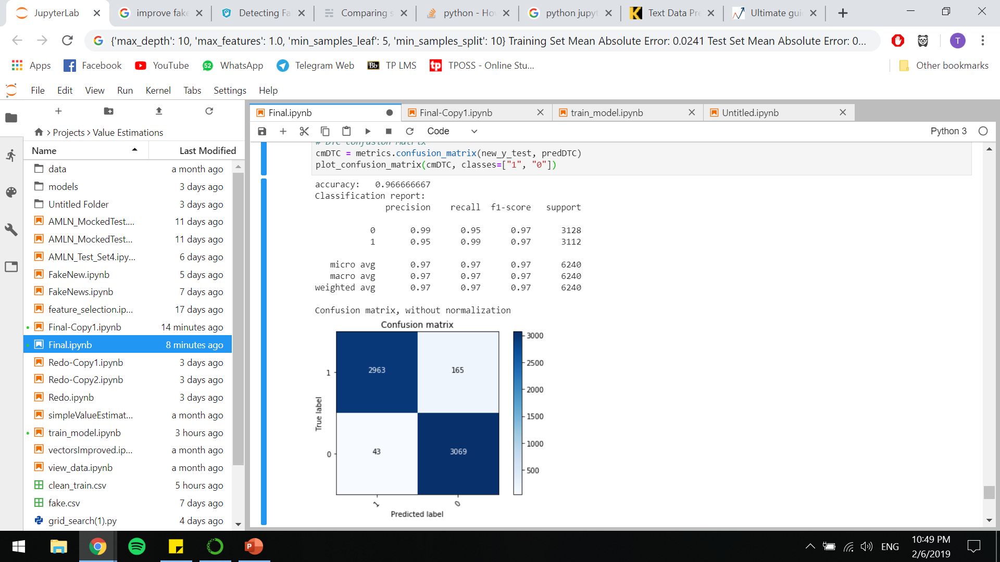 JupyterLab
improve fake
Detecting Fa
Comparing s
python - Ho
python jupyt
Text Data Pre
Ultimate gui
{'max_depth': 10, 'max_features': 1.0, 'min_samples_leaf': 5, 'min_samples_split': 10} Training Set Mean Absolute Error: 0.0241 Test Set Mean Absolute Error: 0...
T
Apps
Facebook
YouTube
52
WhatsApp
Telegram Web
Bb
TP LMS
tp
TPOSS - Online Stu...
Other bookmarks
File Edit View Run Kernel Tabs Settings Help
Final.ipynb
Final-Copy1.ipynb
train_model.ipynb
Untitled.ipynb
Code
Python 3
> Projects > Value Estimations
Name Last Modified
data a month ago
models 3 days ago
Untitled Folder 3 days ago
AMLN_MockedTest.... 11 days ago
AMLN_MockedTest... 11 days ago
AMLN_Test_Set4.ipy... 6 days ago
FakeNew.ipynb 5 days ago
FakeNews.ipynb 7 days ago
feature_selection.ip... 17 days ago
Final-Copy1.ipynb 14 minutes ago
Final.ipynb 8 minutes ago
Redo-Copy1.ipynb 3 days ago
Redo-Copy2.ipynb 3 days ago
Redo.ipynb 3 days ago
simpleValueEstimat... a month ago
train_model.ipynb 3 hours ago
vectorsImproved.ip... a month ago
view_data.ipynb a month ago
clean_train.csv 5 hours ago
fake.csv 7 days ago
grid_search(1).py 4 days ago
# DTC Confusion Matrix
cmDTC = metrics.confusion_matrix(new_y_test, predDTC)
plot_confusion_matrix(cmDTC, classes=["1", "0"])
accuracy: 0.966666667
Classification report:
precision recall f1-score support
0 0.99 0.95 0.97 3128
1 0.95 0.99 0.97 3112
micro avg 0.97 0.97 0.97 6240
macro avg 0.97 0.97 0.97 6240
weighted avg 0.97 0.97 0.97 6240
Confusion matrix, without normalization
Confusion matrix
1 2963 165
0 43 3069
1 0
True label
Predicted label
3000
2500
2000
1500
1000
500
P
ENG
10:49 PM
2/6/2019